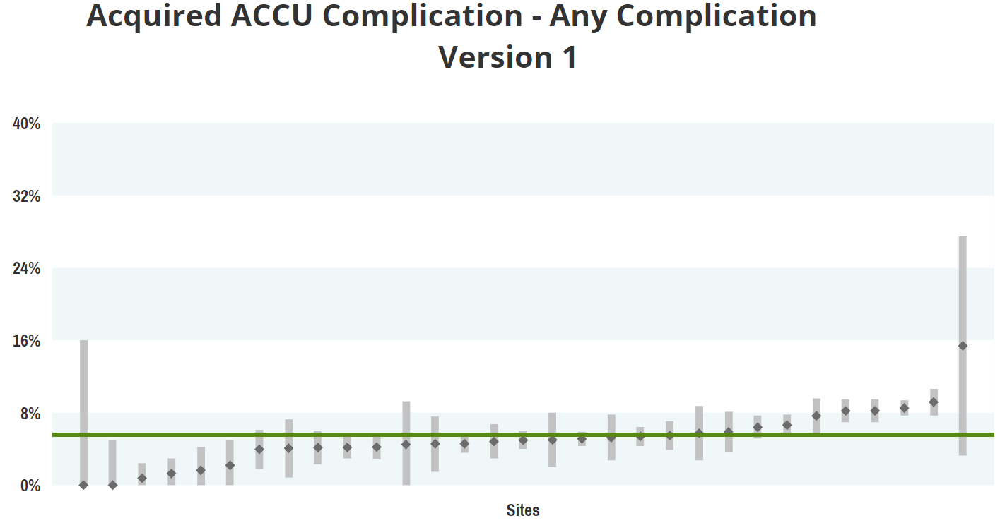 Acquired ACCU Complication - Any Complication
Version 1
40%
32%
24%
16%
8%
0%
Sites